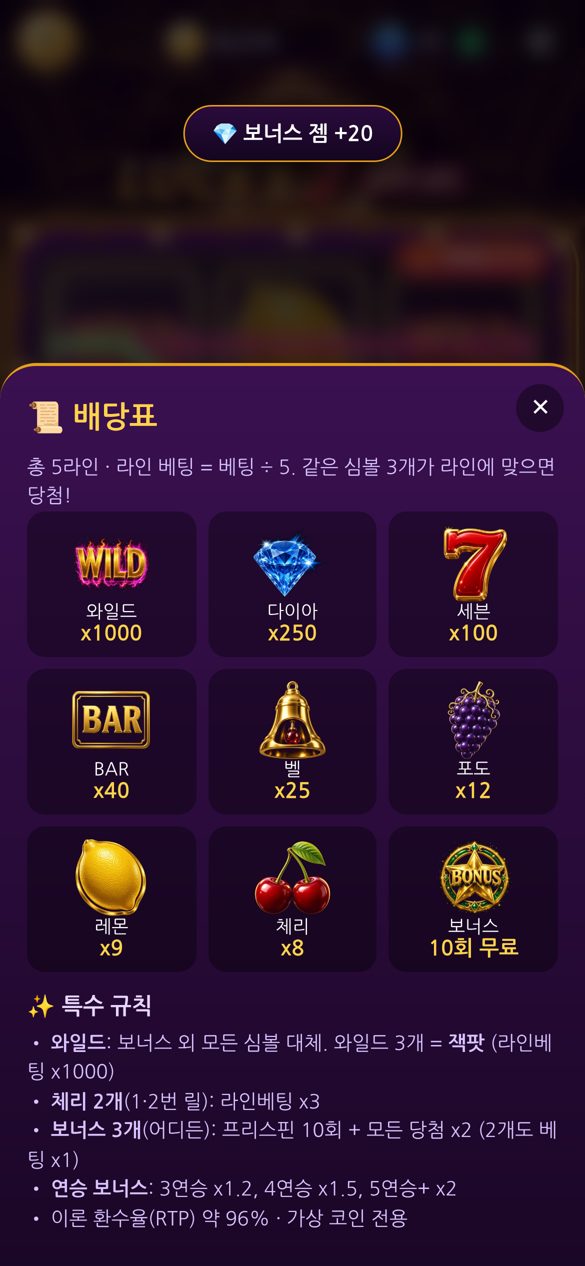 보너스 젬 +20
배당표
총 5라인 · 라인 베팅 = 베팅 ÷ 5. 같은 심볼 3개가 라인에 맞으면
당첨!
WILD
와일드
x1000
다이아
x250
7
세븐
x100
BAR
BAR
x40
벨
x25
포도
x12
레몬
x9
체리
x8
BONUS
보너스
10회 무료
✨ 특수 규칙
• 와일드: 보너스 외 모든 심볼 대체. 와일드 3개 = 잭팟 (라인베
팅 x1000)
• 체리 2개(1·2번 릴): 라인베팅 x3
• 보너스 3개(어디든): 프리스핀 10회 + 모든 당첨 x2 (2개도 베
팅 x1)
• 연승 보너스: 3연승 x1.2, 4연승 x1.5, 5연승+ x2
• 이론 환수율(RTP) 약 96% · 가상 코인 전용